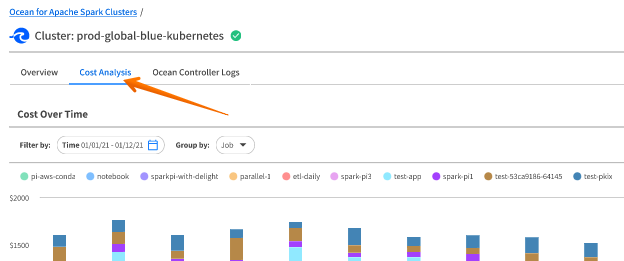 Ocean for Apache Spark Clusters /
Cluster: prod-global-blue-kubernetes
Overview Cost Analysis Ocean Controller Logs
Cost Over Time
Filter by: Time 01/01/21 - 01/12/21 Group by: Job
pi-aws-conda notebook sparkpi-with-delight parallel-1 etl-daily spark-pi3 test-app spark-pi1 test-53ca9186-64145 test-pkix
$2000
$1500